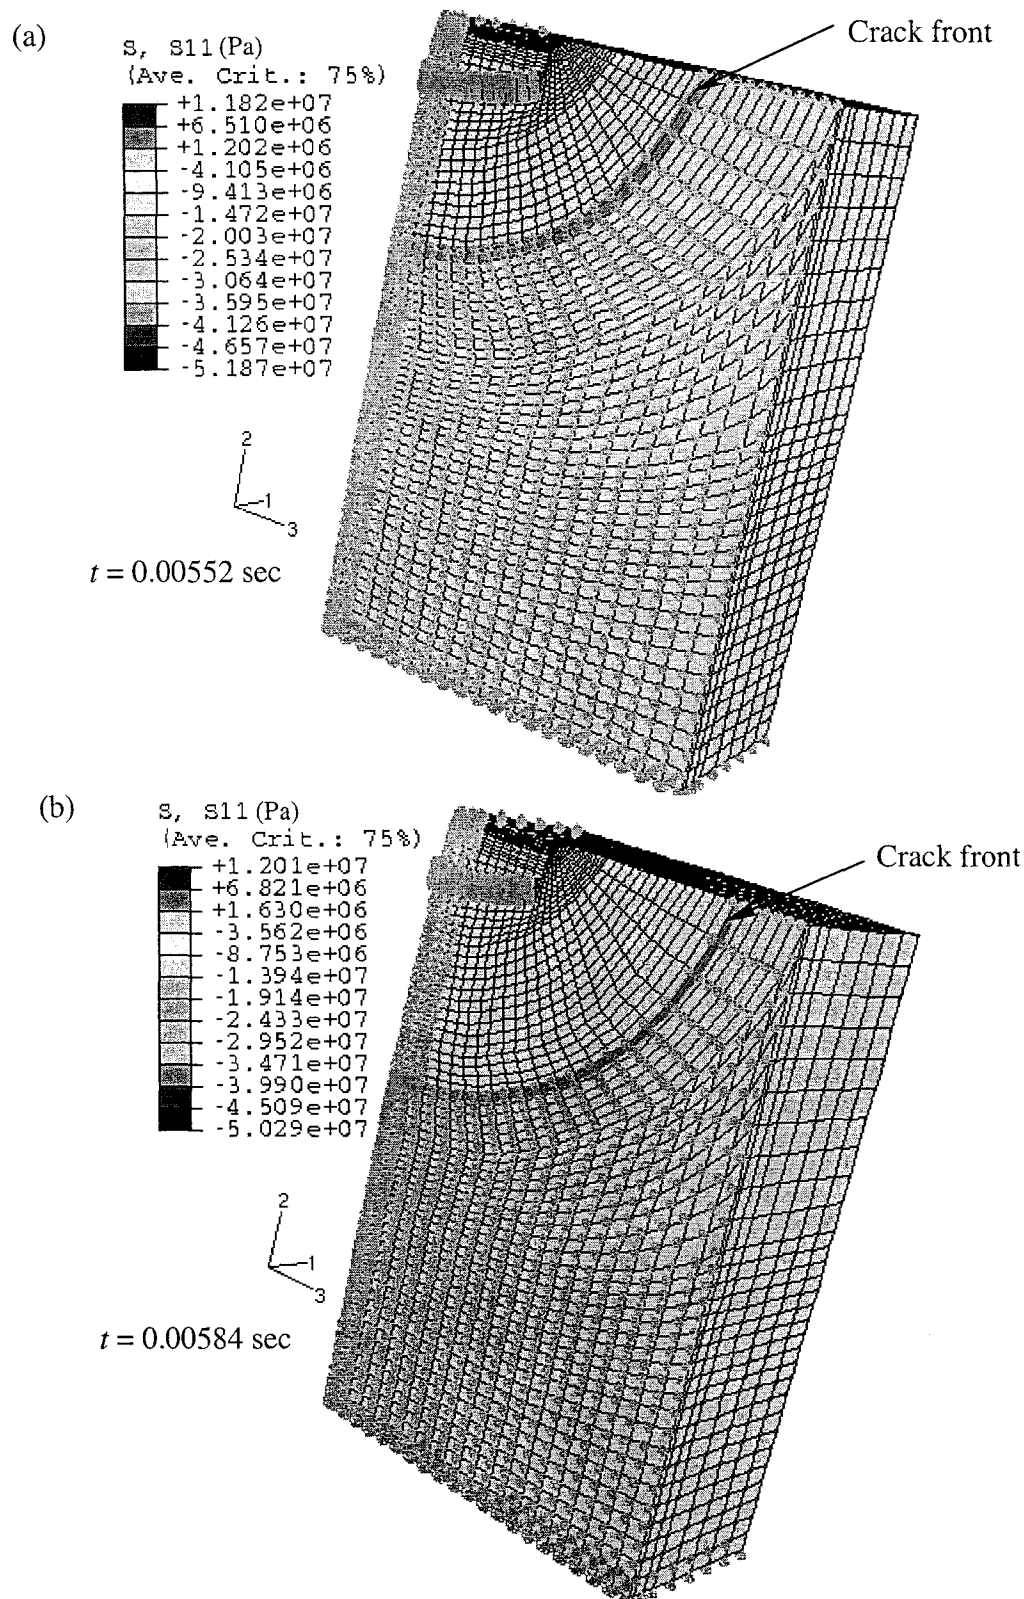 (a)
S, S11 (Pa)
(Ave. Crit.: 75%)
+1.182e+07
+6.510e+06
+1.202e+06
-4.105e+06
-9.413e+06
-1.472e+07
-2.003e+07
-2.534e+07
-3.064e+07
-3.595e+07
-4.126e+07
-4.657e+07
-5.187e+07
Crack front
2
1
3
t = 0.00552 sec
(b)
S, S11 (Pa)
(Ave. Crit.: 75%)
+1.201e+07
+6.821e+06
+1.630e+06
-3.562e+06
-8.753e+06
-1.394e+07
-1.914e+07
-2.433e+07
-2.952e+07
-3.471e+07
-3.990e+07
-4.509e+07
-5.029e+07
Crack front
2
1
3
t = 0.00584 sec